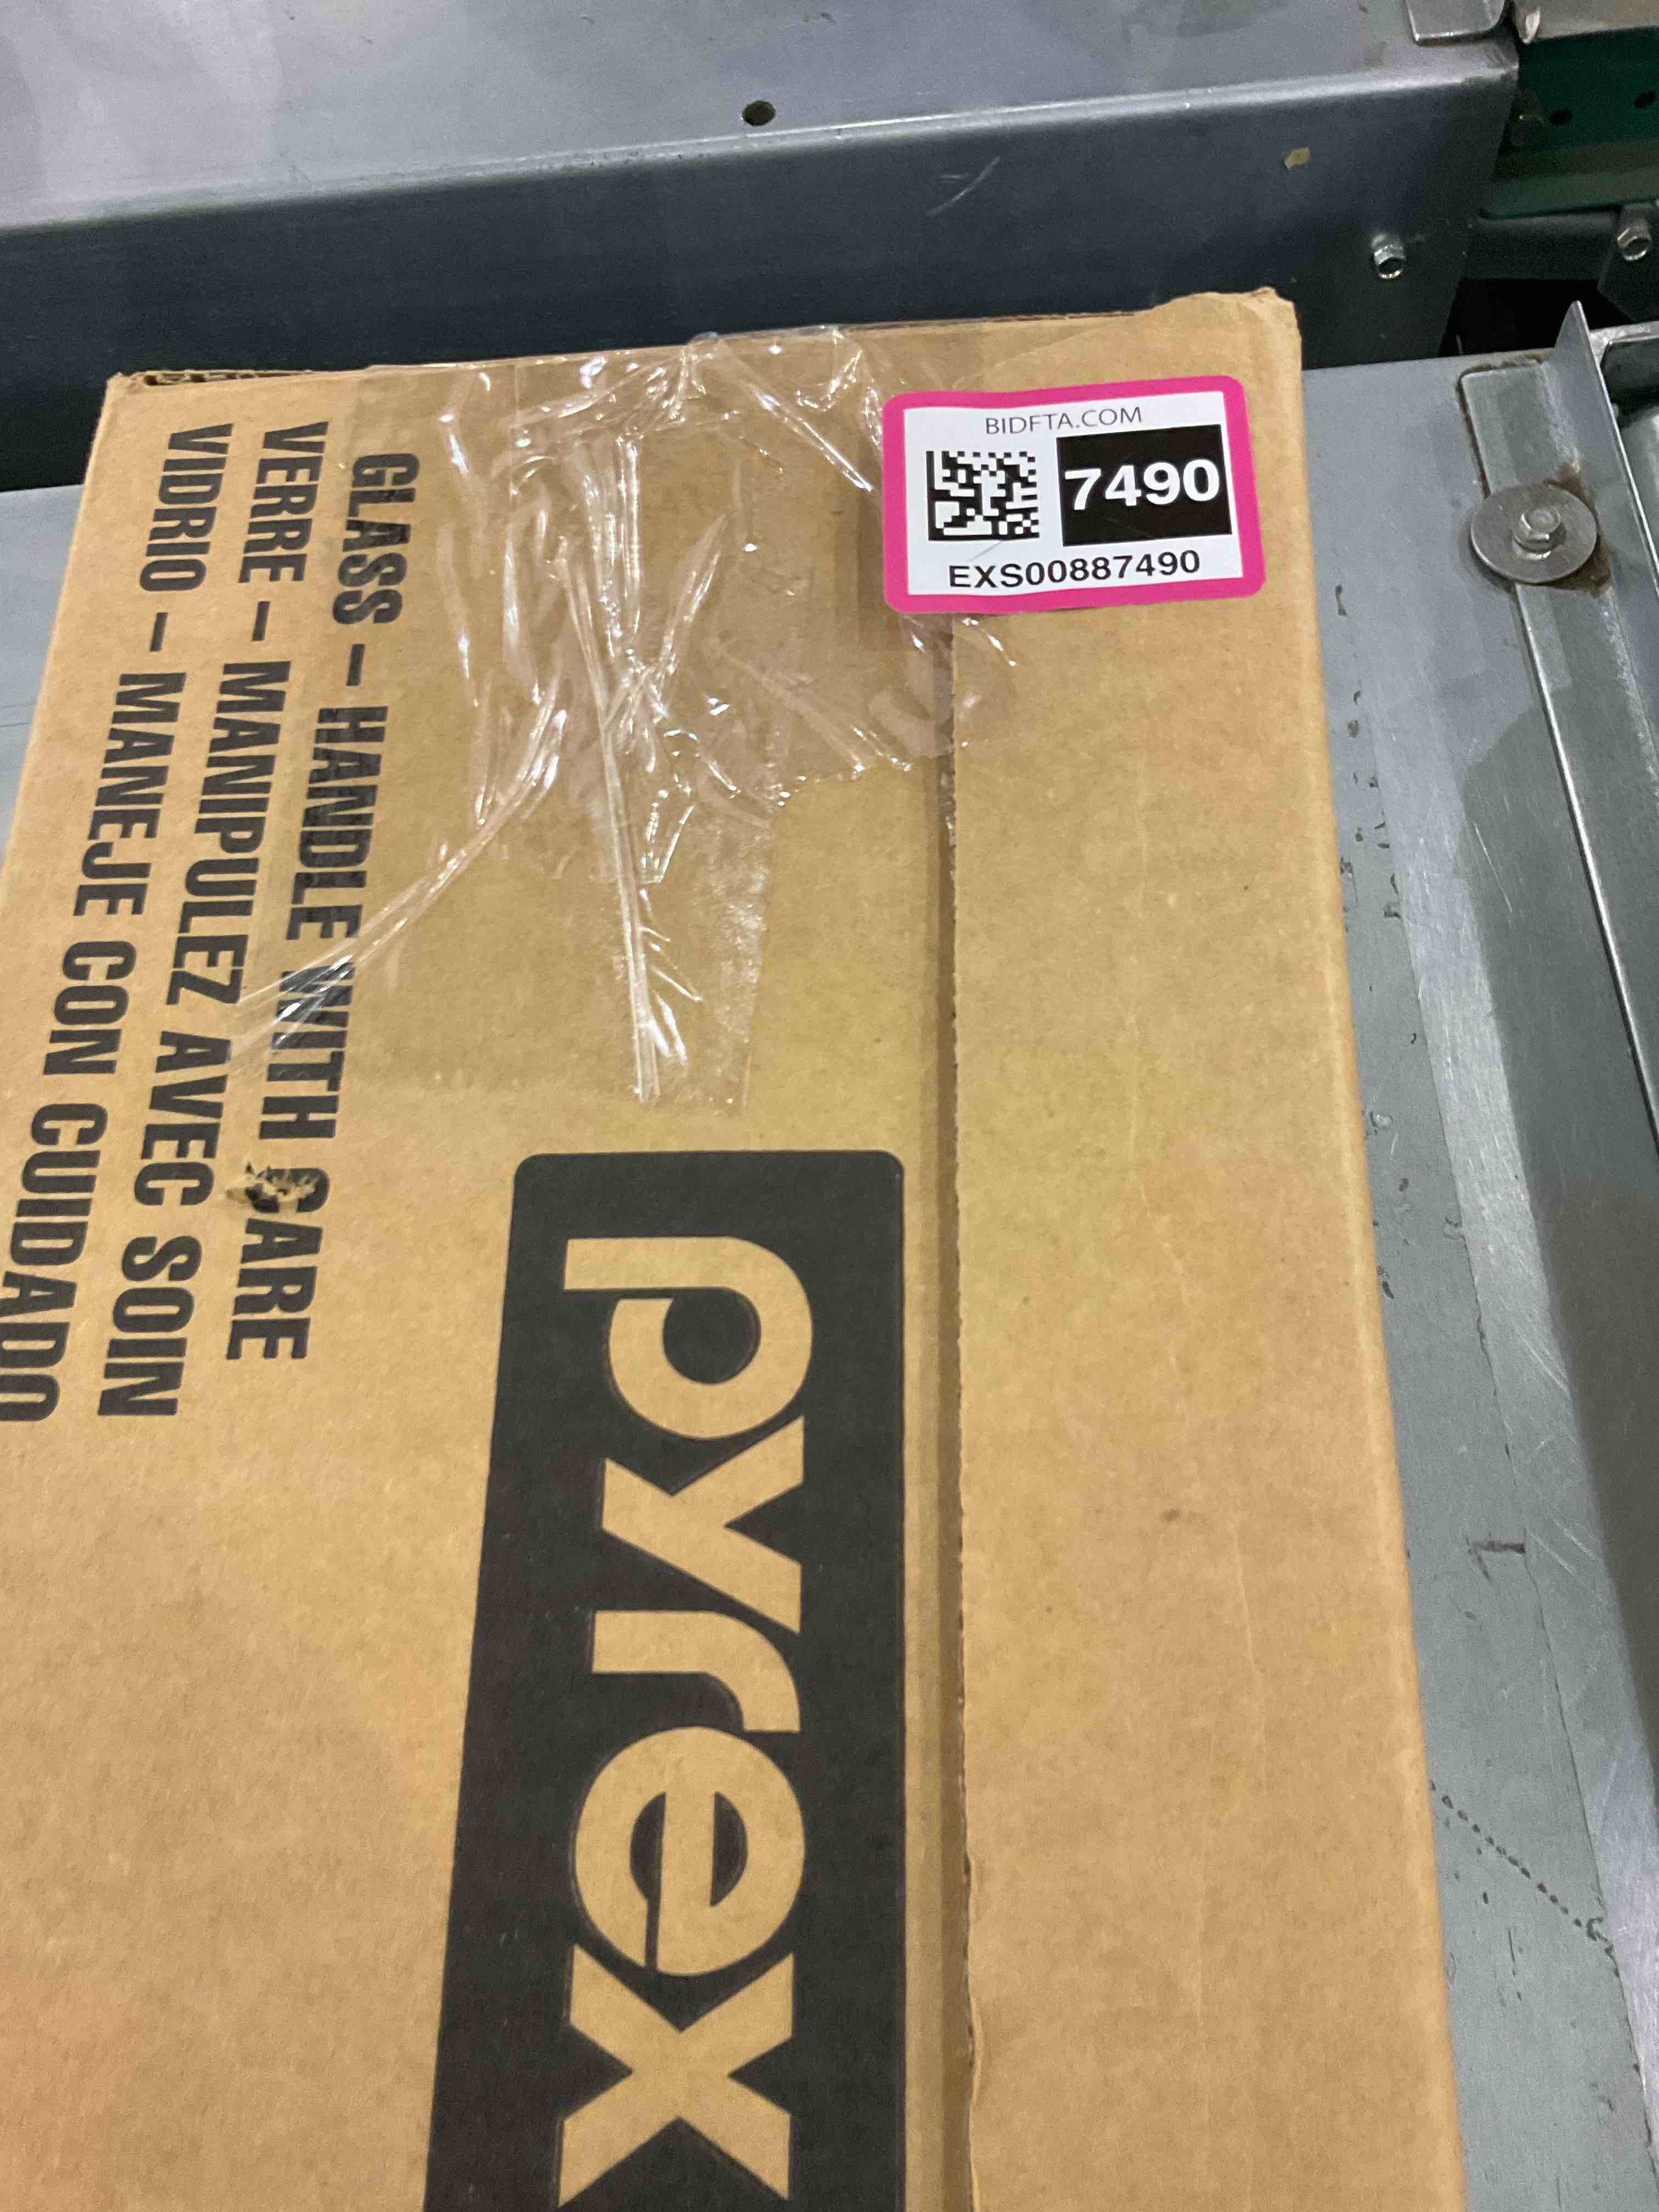 BIDFTA.COM
7490
EXS00887490
GLASS – HANDLE WITH CARE
VERRE – MANIPULEZ AVEC SOIN
VIDRIO – MANEJE CON CUIDADO
pyrex